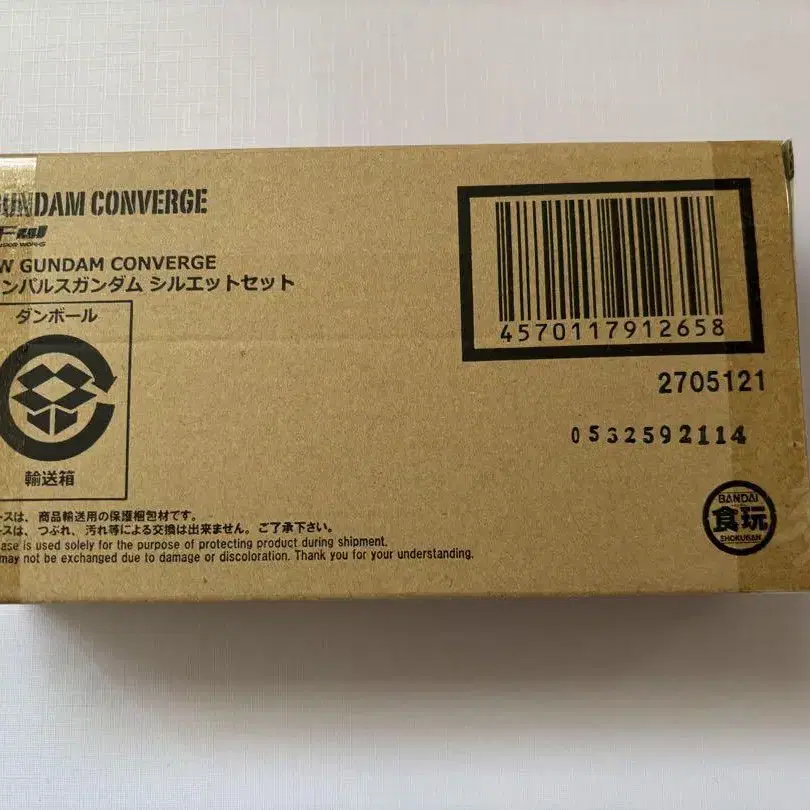 GUNDAM CONVERGE
W GUNDAM CONVERGE
ンパルスガンダム シルエットセット
ダンボール
輸送箱
4570117912658
2705121
0532592114
BANDAI
食玩
SHOKUGAN
ースは、商品輸送用の保護梱包材です。
ースは、つぶれ、汚れ等による交換は出来ません。ご了承下さい。
ase is used solely for the purpose of protecting product during shipment.
may not be exchanged due to damage or discoloration. Thank you for your understanding.